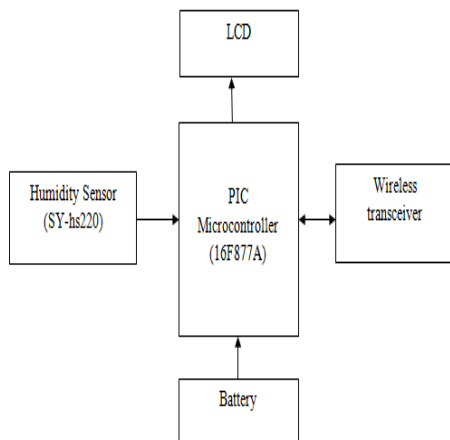 LCD
Humidity Sensor
(SY-hs220)
PIC
Microcontroller
(16F877A)
Wireless
transceiver
Battery